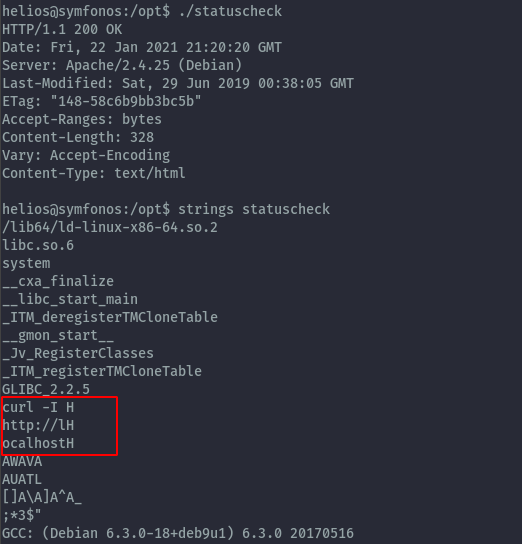 helios@symfonos:/opt$ ./statuscheck
HTTP/1.1 200 OK
Date: Fri, 22 Jan 2021 21:20:20 GMT
Server: Apache/2.4.25 (Debian)
Last-Modified: Sat, 29 Jun 2019 00:38:05 GMT
ETag: "148-58c6b9bb3bc5b"
Accept-Ranges: bytes
Content-Length: 328
Vary: Accept-Encoding
Content-Type: text/html

helios@symfonos:/opt$ strings statuscheck
/lib64/ld-linux-x86-64.so.2
libc.so.6
system
__cxa_finalize
__libc_start_main
_ITM_deregisterTMCloneTable
__gmon_start__
_Jv_RegisterClasses
_ITM_registerTMCloneTable
GLIBC_2.2.5
curl -I H
http://lH
ocalhostH
AWAVA
AUATL
[]A\A]A^A_
;*3$"
GCC: (Debian 6.3.0-18+deb9u1) 6.3.0 20170516